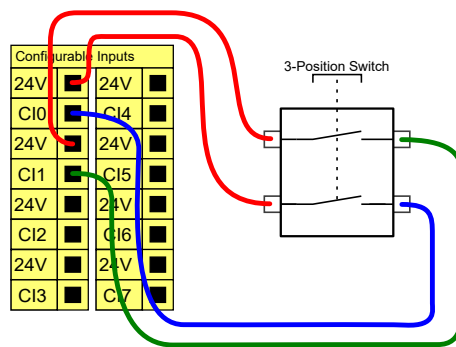 Configurable Inputs
24V 24V
CI0 CI4
24V 24V
CI1 CI5
24V 24V
CI2 CI6
24V 24V
CI3 CI7
3-Position Switch